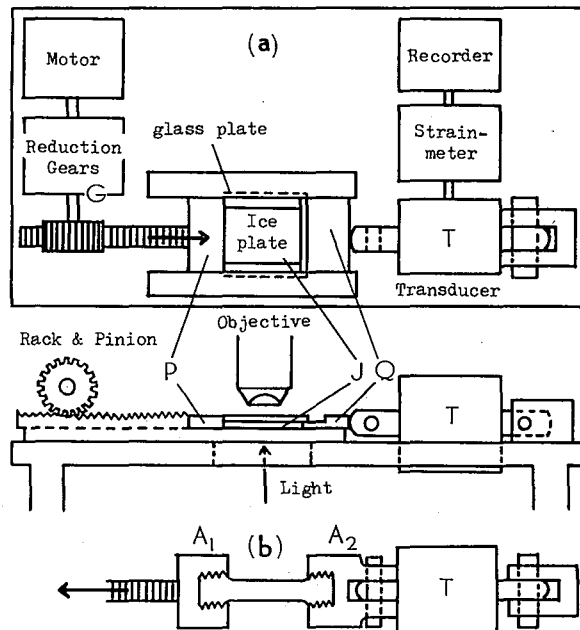 (a)
Motor
Recorder
glass plate
Reduction
Gears
G
Strain-
meter
Ice
plate
T
Transducer
Objective
Rack & Pinion
P
J
Q
T
Light
A1
(b)
A2
T